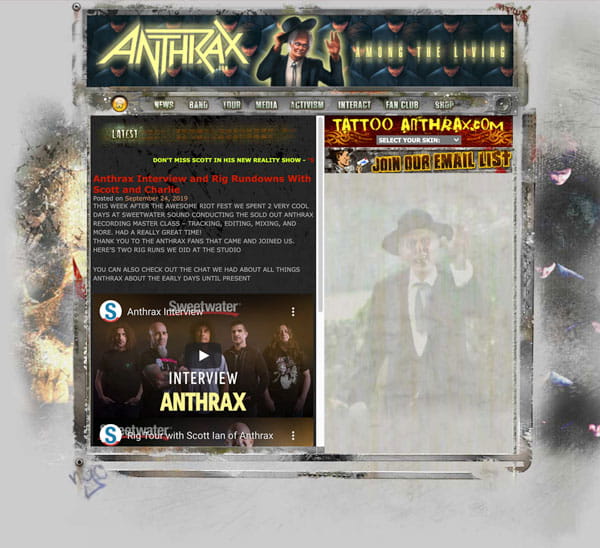 ANTHRAX
AMONG THE LIVING
NEWS BAND TOUR MEDIA ACTIVISM INTERACT FAN CLUB SHOP
LATEST
DON'T MISS SCOTT IN HIS NEW REALITY SHOW - "S
Anthrax Interview and Rig Rundowns With
Scott and Charlie
Posted on September 24, 2019
THIS WEEK AFTER THE AWESOME RIOT FEST WE SPENT 2 VERY COOL
DAYS AT SWEETWATER SOUND CONDUCTING THE SOLD OUT ANTHRAX
RECORDING MASTER CLASS – TRACKING, EDITING, MIXING, AND
MORE. HAD A REALLY GREAT TIME!
THANK YOU TO THE ANTHRAX FANS THAT CAME AND JOINED US.
HERE'S TWO RIG RUNS WE DID AT THE STUDIO
YOU CAN ALSO CHECK OUT THE CHAT WE HAD ABOUT ALL THINGS
ANTHRAX ABOUT THE EARLY DAYS UNTIL PRESENT
Sweetwater
Anthrax Interview
INTERVIEW
ANTHRAX
Sweetwater
Rig Tour with Scott Ian of Anthrax
TATTOO ANTHRAX.COM
SELECT YOUR SKIN:
JOIN OUR EMAIL LIST
nyc